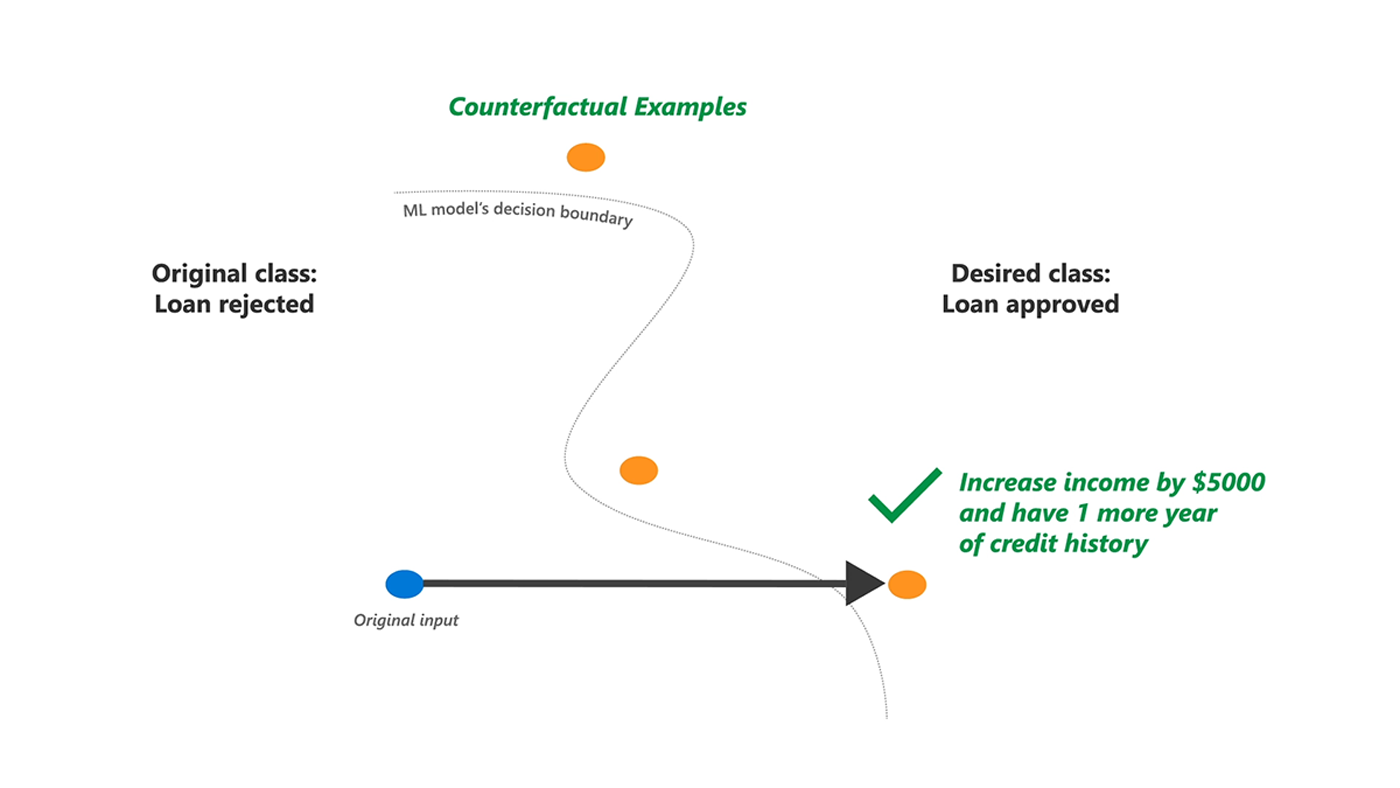 Counterfactual Examples
ML model’s decision boundary
Original class:
Loan rejected
Desired class:
Loan approved
Increase income by $5000
and have 1 more year
of credit history
Original input